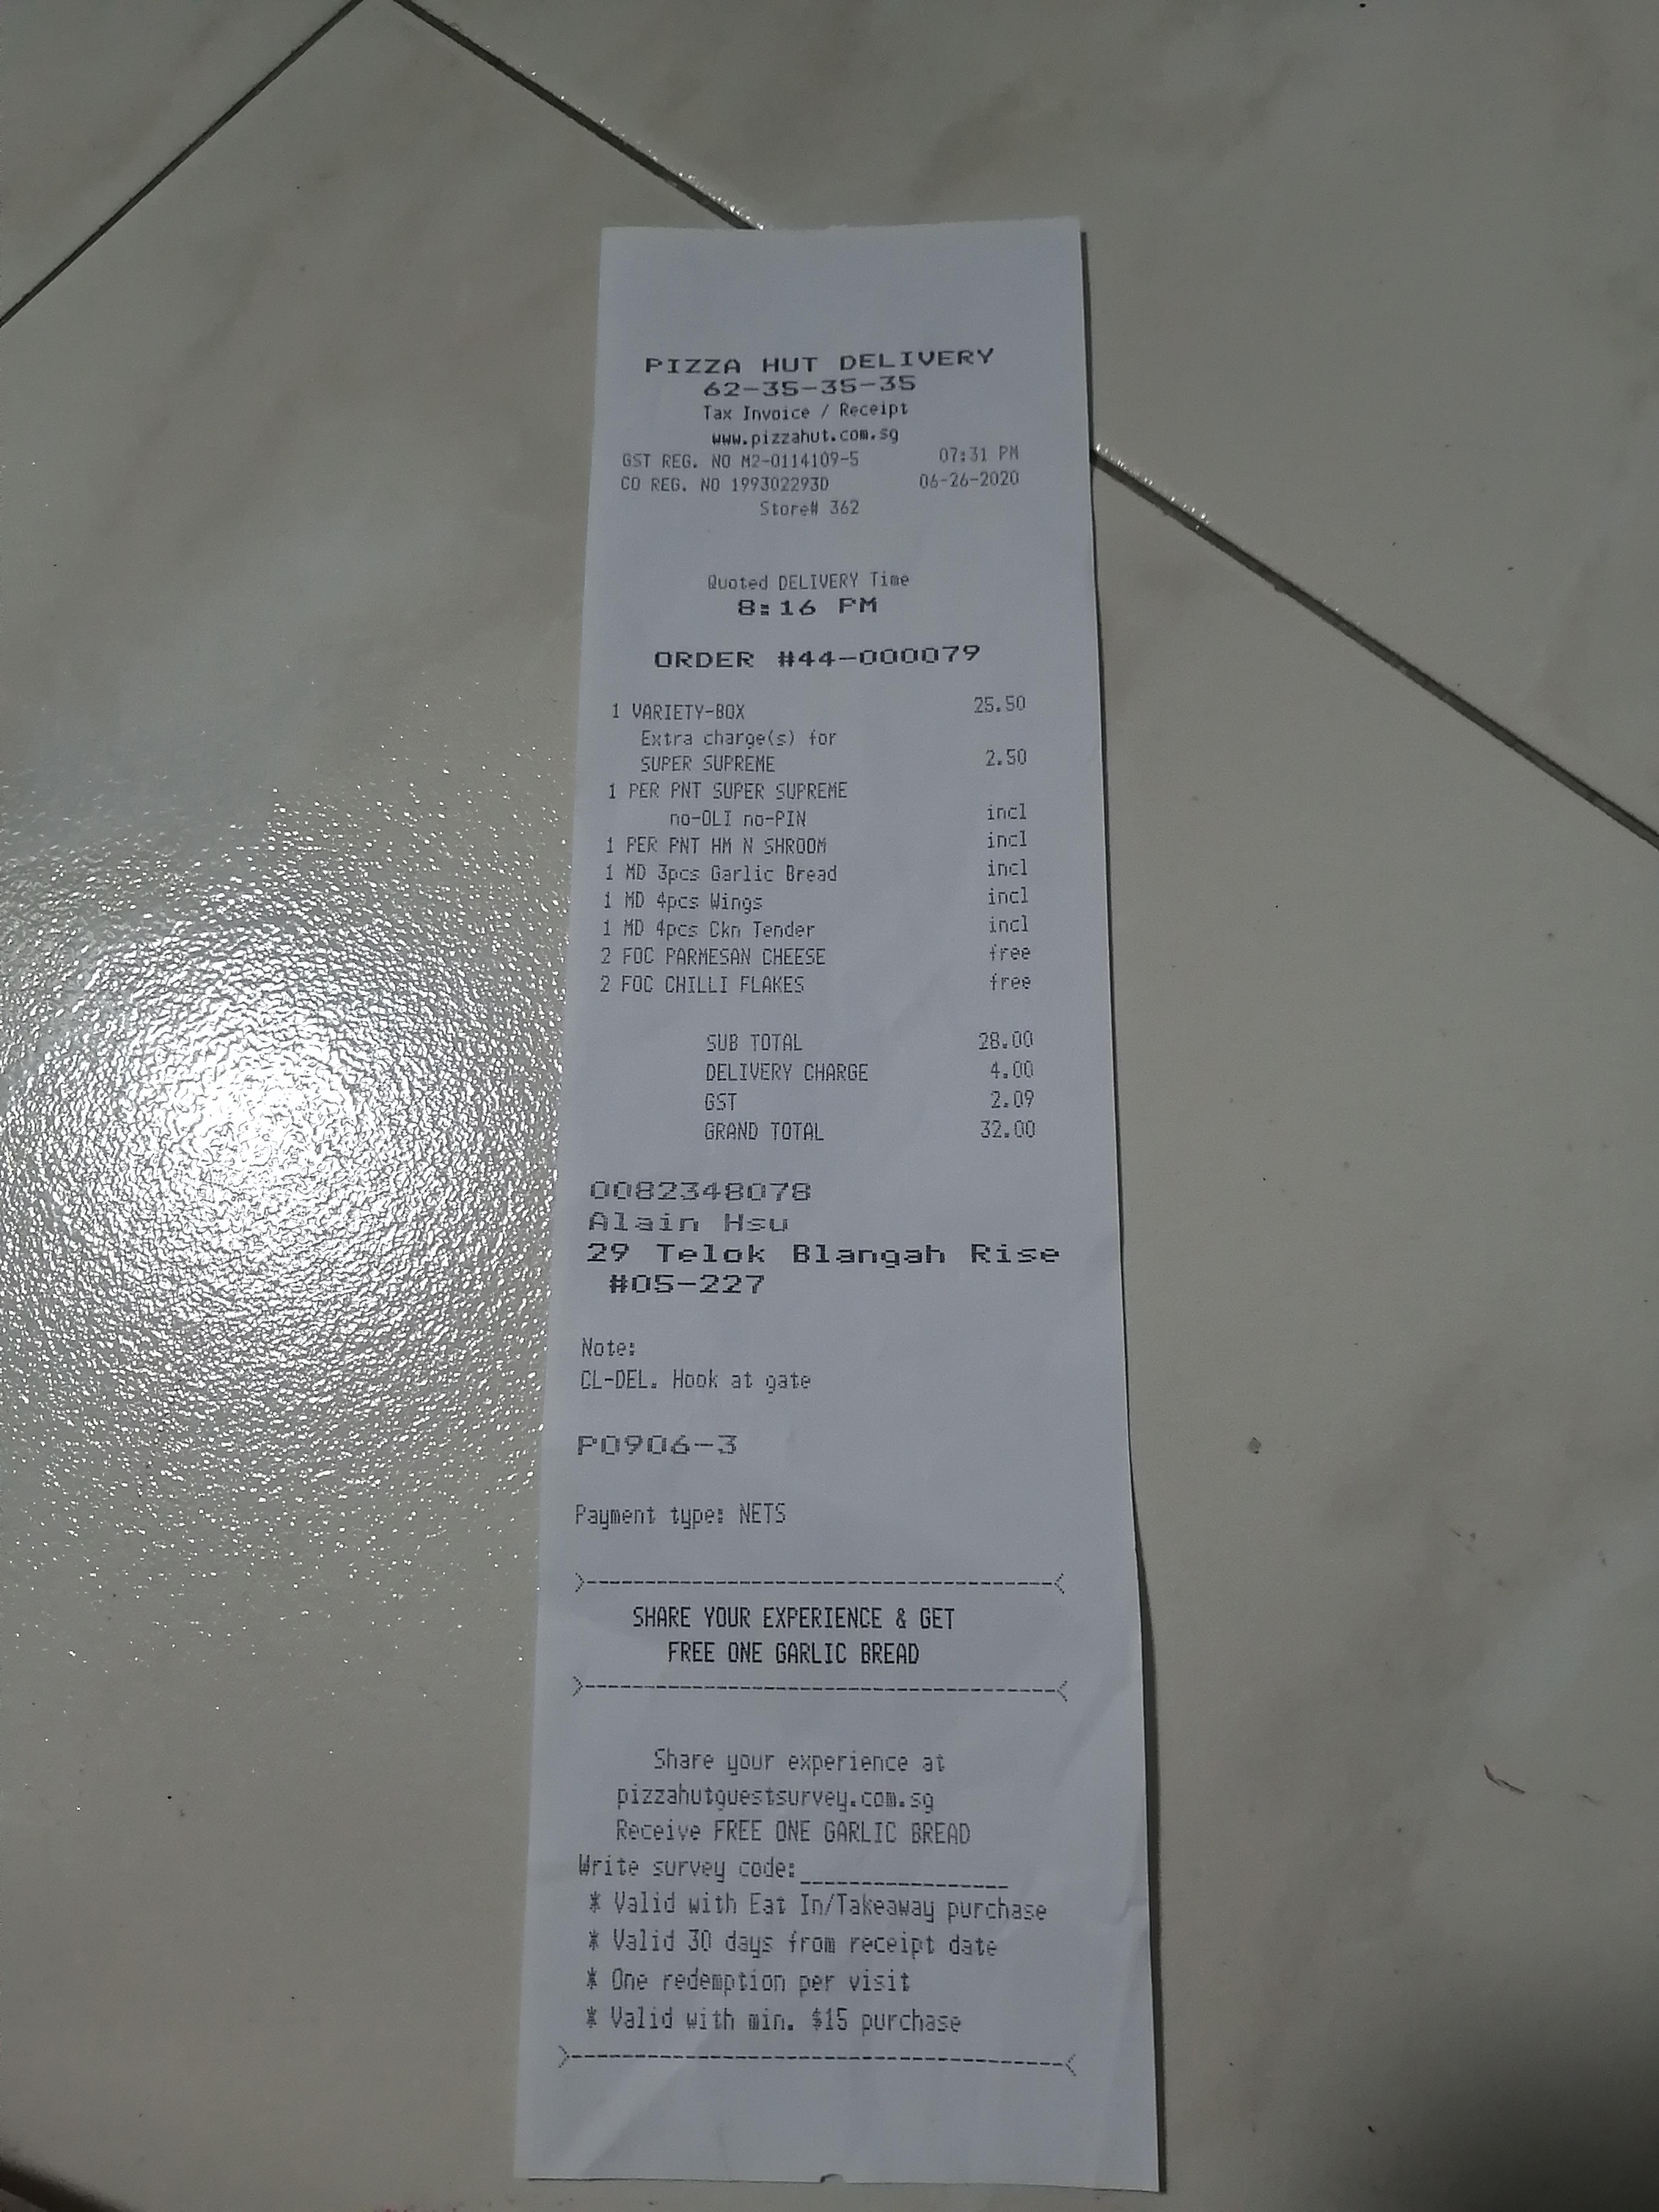 PIZZA HUT DELIVERY
62-35-35-35
Tax Invoice / Receipt
www.pizzahut.com.sg
GST REG. NO M2-0114109-5 07:31 PM
CO REG. NO 199302293D 06-26-2020
Store# 362
Quoted DELIVERY Time
8:16 PM
ORDER #44-000079
1 VARIETY-BOX 25.50
Extra charge(s) for
SUPER SUPREME 2.50
1 PER PNT SUPER SUPREME
no-OLI no-PIN incl
1 PER PNT HM N SHROOM incl
1 MD 3pcs Garlic Bread incl
1 MD 4pcs Wings incl
1 MD 4pcs Ckn Tender incl
2 FOC PARMESAN CHEESE free
2 FOC CHILLI FLAKES free
SUB TOTAL 28.00
DELIVERY CHARGE 4.00
GST 2.09
GRAND TOTAL 32.00
0082348078
Alain Hsu
29 Telok Blangah Rise
#05-227
Note:
CL-DEL. Hook at gate
P0906-3
Payment type: NETS
>----------------------------------------<
SHARE YOUR EXPERIENCE & GET
FREE ONE GARLIC BREAD
>----------------------------------------<
Share your experience at
pizzahutguestsurvey.com.sg
Receive FREE ONE GARLIC BREAD
Write survey code:_________________
* Valid with Eat In/Takeaway purchase
* Valid 30 days from receipt date
* One redemption per visit
* Valid with min. $15 purchase
>----------------------------------------<